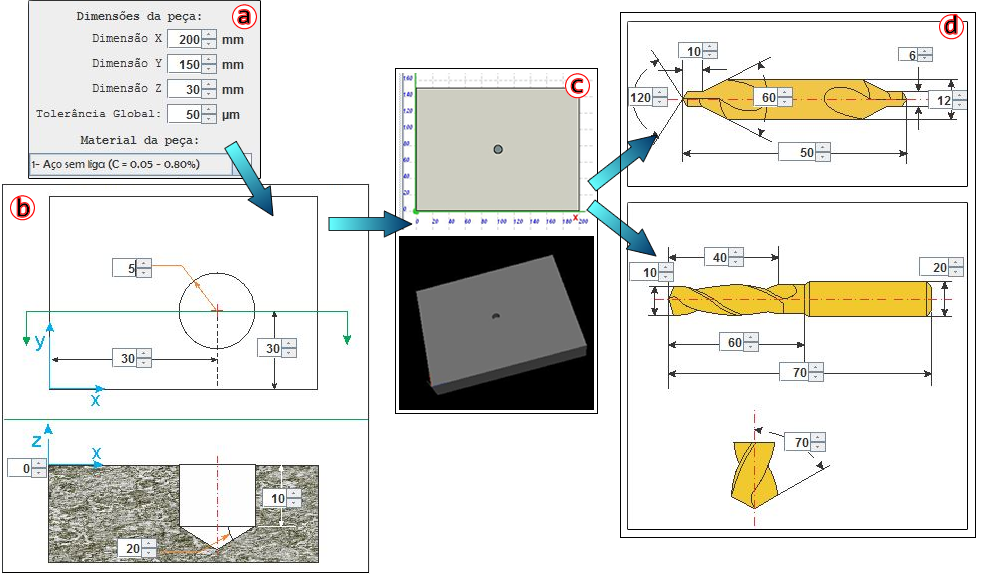 a
Dimensões da peça:
Dimensão X 200 mm
Dimensão Y 150 mm
Dimensão Z 30 mm
Tolerância Global: 50 µm
Material da peça:
1- Aço sem liga (C = 0.05 - 0.80%)
b
5
y
30
30
x
z
x
0
10
20
c
160
140
120
100
80
60
40
20
0
0 20 40 60 80 100 120 140 160 180 200
x
d
10
6
120
60
12
50
40
10
20
60
70
70